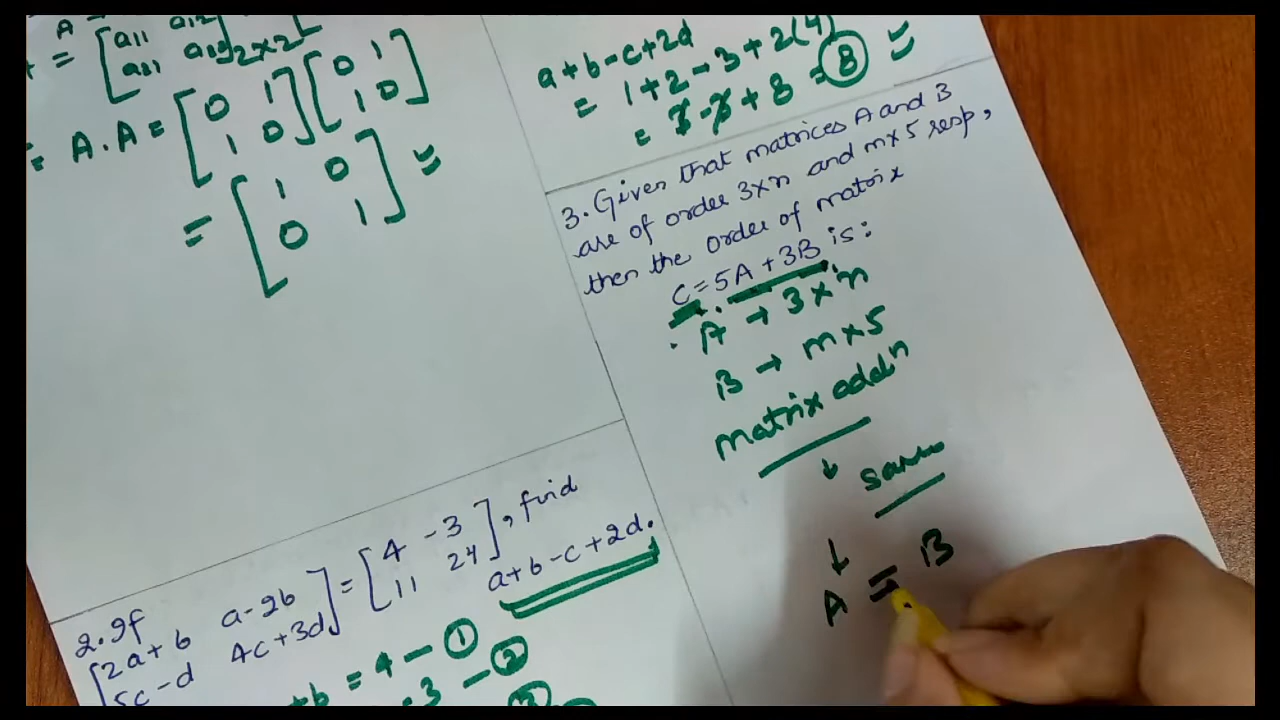 A
= [a11 a12
a21 a22]2×2
= A.A = [0 1
1 0] [0 1
1 0]
= [1 0
0 1] =
a+b-c+2d
= 1+2-3+2(4)
= 3-3+8 = 8 =
3. Given that matrices A and B
are of order 3×n and m×5 resp,
then the order of matrix
C = 5A + 3B is:
A → 3×n
B → m×5
matrix addn
↓ same
↓
A = B
2. If
[2a+b a-2b
5c-d 4c+3d] = [4 -3
11 24], find
a+b-c+2d.
+b = 4 - ①
-3 - ②